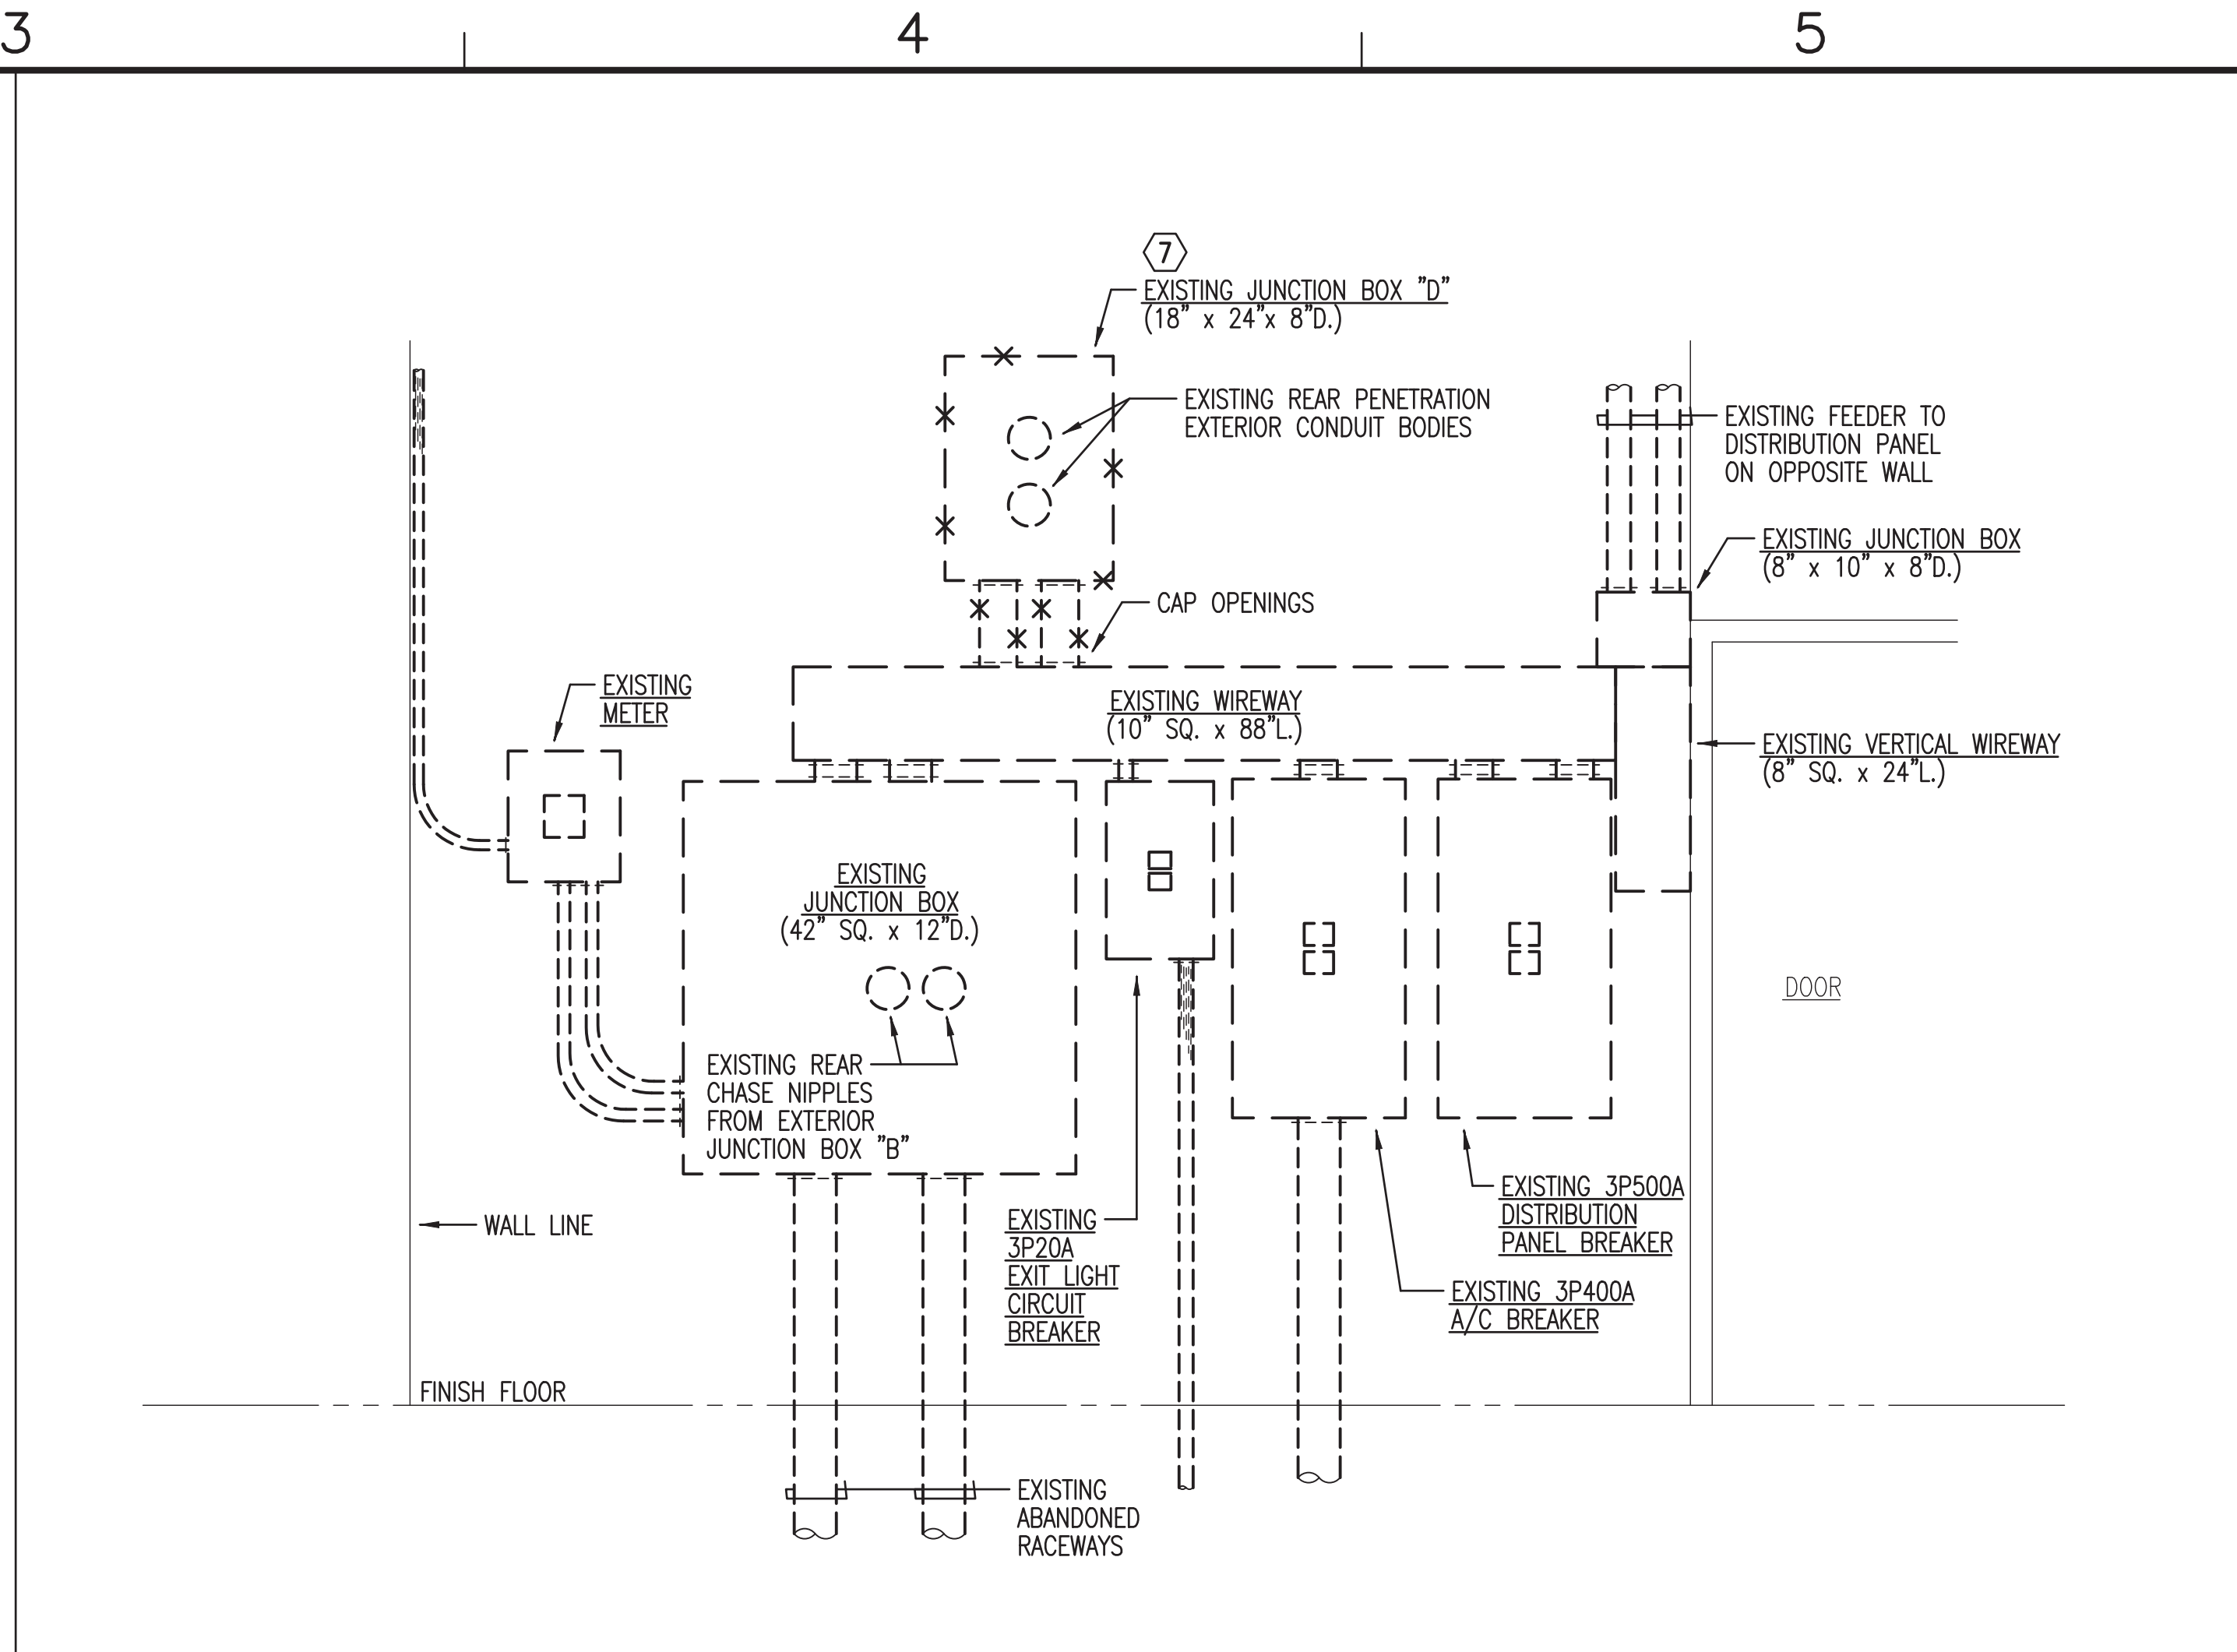 3 4 5
7
EXISTING JUNCTION BOX "D"
(18" x 24"x 8"D.)
EXISTING REAR PENETRATION
EXTERIOR CONDUIT BODIES
EXISTING FEEDER TO
DISTRIBUTION PANEL
ON OPPOSITE WALL
EXISTING JUNCTION BOX
(8" x 10" x 8"D.)
CAP OPENINGS
EXISTING
METER
EXISTING WIREWAY
(10" SQ. x 88"L.)
EXISTING VERTICAL WIREWAY
(8" SQ. x 24"L.)
EXISTING
JUNCTION BOX
(42" SQ. x 12"D.)
DOOR
EXISTING REAR
CHASE NIPPLES
FROM EXTERIOR
JUNCTION BOX "B"
WALL LINE
EXISTING
3P20A
EXIT LIGHT
CIRCUIT
BREAKER
EXISTING 3P500A
DISTRIBUTION
PANEL BREAKER
EXISTING 3P400A
A/C BREAKER
FINISH FLOOR
EXISTING
ABANDONED
RACEWAYS